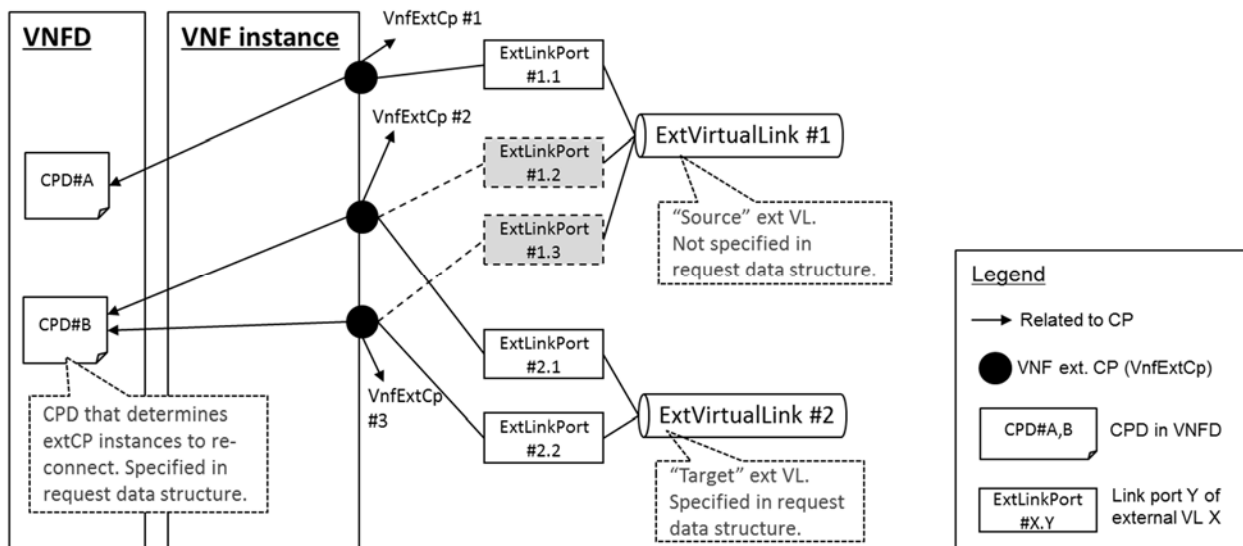 VNFD
VNF instance
VnfExtCp #1
ExtLinkPort
#1.1
VnfExtCp #2
ExtVirtualLink #1
CPD#A
ExtLinkPort
#1.2
“Source” ext VL.
Not specified in
request data structure.
ExtLinkPort
#1.3
CPD#B
ExtLinkPort
#2.1
VnfExtCp
#3
ExtVirtualLink #2
ExtLinkPort
#2.2
CPD that determines
extCP instances to re-
connect. Specified in
request data structure.
“Target” ext VL.
Specified in request
data structure.
Legend
Related to CP
VNF ext. CP (VnfExtCp)
CPD#A,B
CPD in VNFD
ExtLinkPort
#X.Y
Link port Y of
external VL X